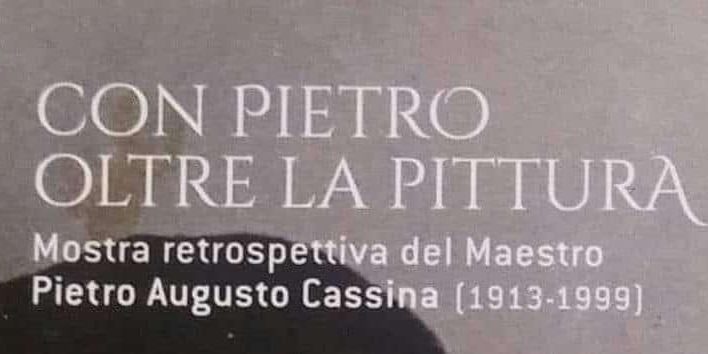 CON PIETRO
OLTRE LA PITTURA
Mostra retrospettiva del Maestro
Pietro Augusto Cassina (1913-1999)